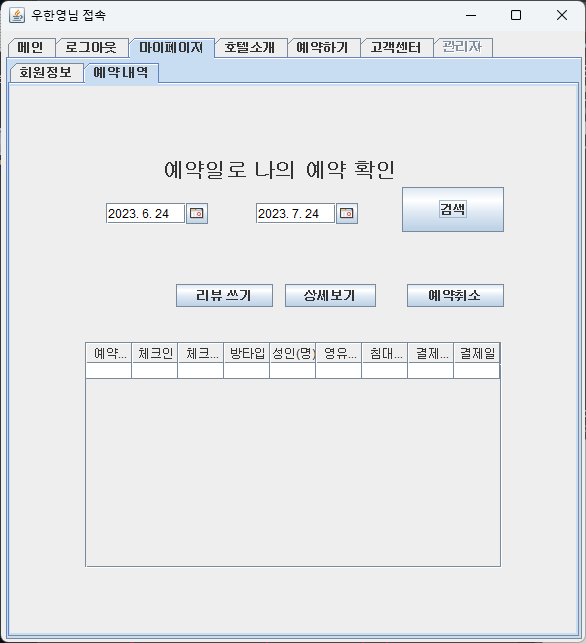 우한영님 접속
메인 로그아웃 마이페이지 호텔소개 예약하기 고객센터 관리자
회원정보 예약내역
예약일로 나의 예약 확인
2023. 6. 24 2023. 7. 24 검색
리뷰 쓰기 상세보기 예약취소
예약... 체크인 체크... 방타입 성인(명) 영유... 침대... 결제... 결제일